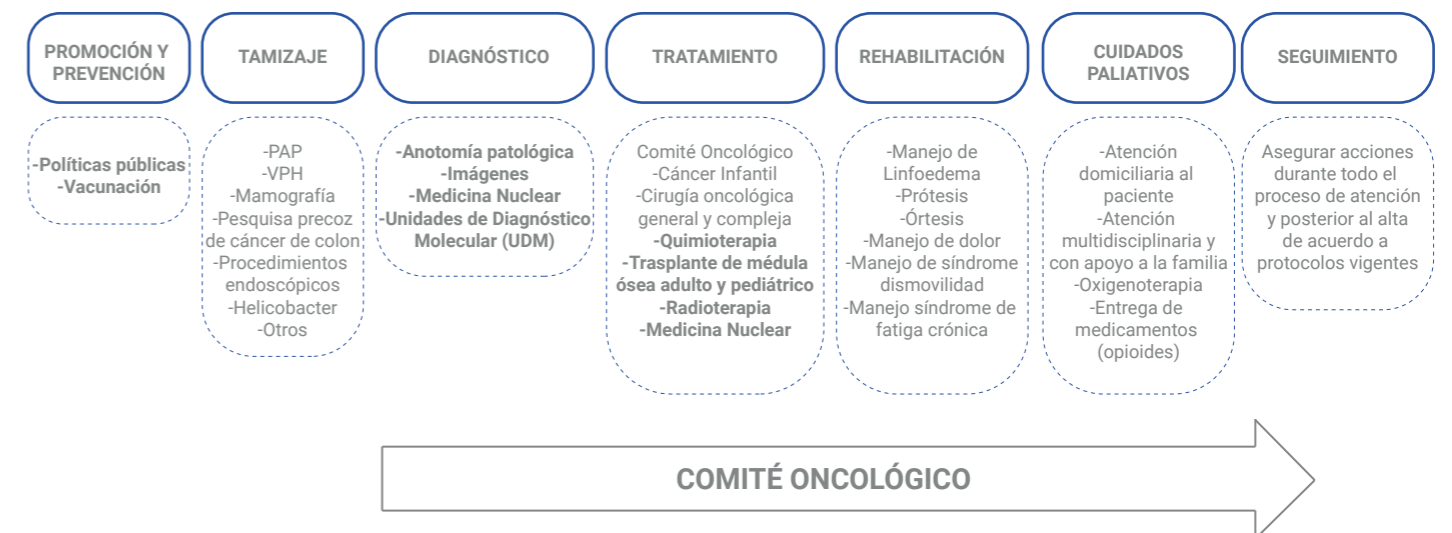 PROMOCIÓN Y
PREVENCIÓN
TAMIZAJE
DIAGNÓSTICO
TRATAMIENTO
REHABILITACIÓN
CUIDADOS
PALIATIVOS
SEGUIMIENTO
-Políticas públicas
-Vacunación
-PAP
-VPH
-Mamografía
-Pesquisa precoz
de cáncer de colon
-Procedimientos
endoscópicos
-Helicobacter
-Otros
-Anotomía patológica
-Imágenes
-Medicina Nuclear
-Unidades de Diagnóstico
Molecular (UDM)
Comité Oncológico
-Cáncer Infantil
-Cirugía oncológica
general y compleja
-Quimioterapia
-Trasplante de médula
ósea adulto y pediátrico
-Radioterapia
-Medicina Nuclear
-Manejo de
Linfoedema
-Prótesis
-Órtesis
-Manejo de dolor
-Manejo de síndrome
dismovilidad
-Manejo síndrome de
fatiga crónica
-Atención
domiciliaria al
paciente
-Atención
multidisciplinaria y
con apoyo a la familia
-Oxigenoterapia
-Entrega de
medicamentos
(opioides)
Asegurar acciones
durante todo el
proceso de atención
y posterior al alta
de acuerdo a
protocolos vigentes
COMITÉ ONCOLÓGICO